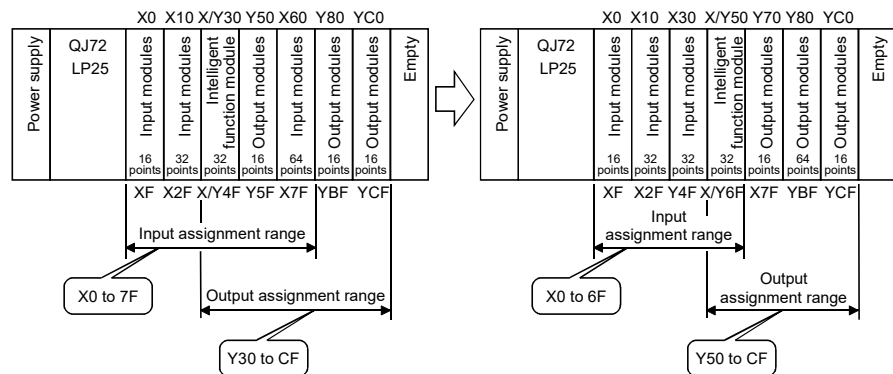 X0 X10 X/Y30 Y50 X60 Y80 YC0
Power supply
QJ72
LP25
Input modules
Input modules
Intelligent
function module
Output modules
Input modules
Output modules
Output modules
Empty
16 points
32 points
32 points
16 points
64 points
16 points
16 points
XF X2F X/Y4F Y5F X7F YBF YCF
Input assignment range
X0 to 7F
Output assignment range
Y30 to CF
X0 X10 X30 X/Y50 Y70 Y80 YC0
Power supply
QJ72
LP25
Input modules
Input modules
Input modules
Intelligent
function module
Output modules
Output modules
Output modules
Empty
16 points
32 points
32 points
32 points
16 points
64 points
16 points
XF X2F Y4F X/Y6F X7F YBF YCF
Input
assignment range
X0 to 6F
Output
assignment range
Y50 to CF